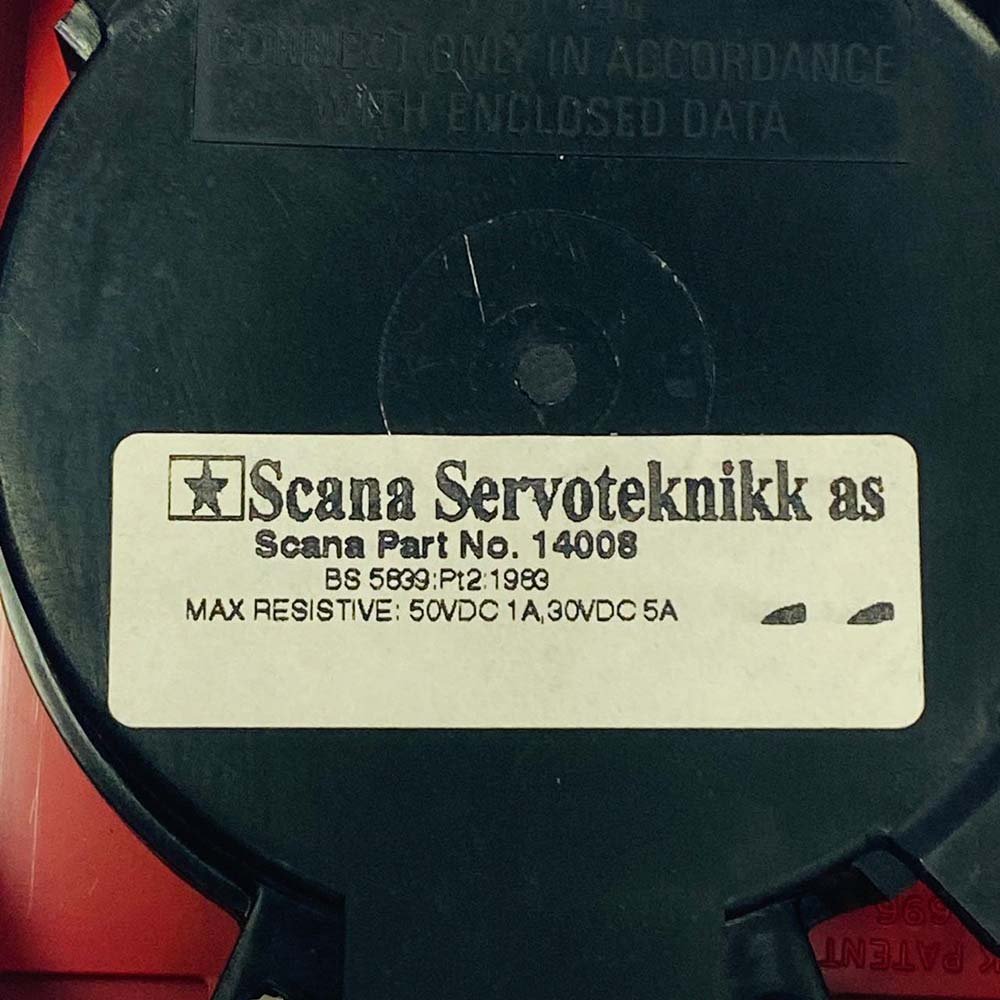 CONNECT ONLY IN ACCORDANCE
WITH ENCLOSED DATA
Scana Servoteknikk as
Scana Part No. 14008
BS 5839:Pt2:1983
MAX RESISTIVE: 50VDC 1A,30VDC 5A
PATENT